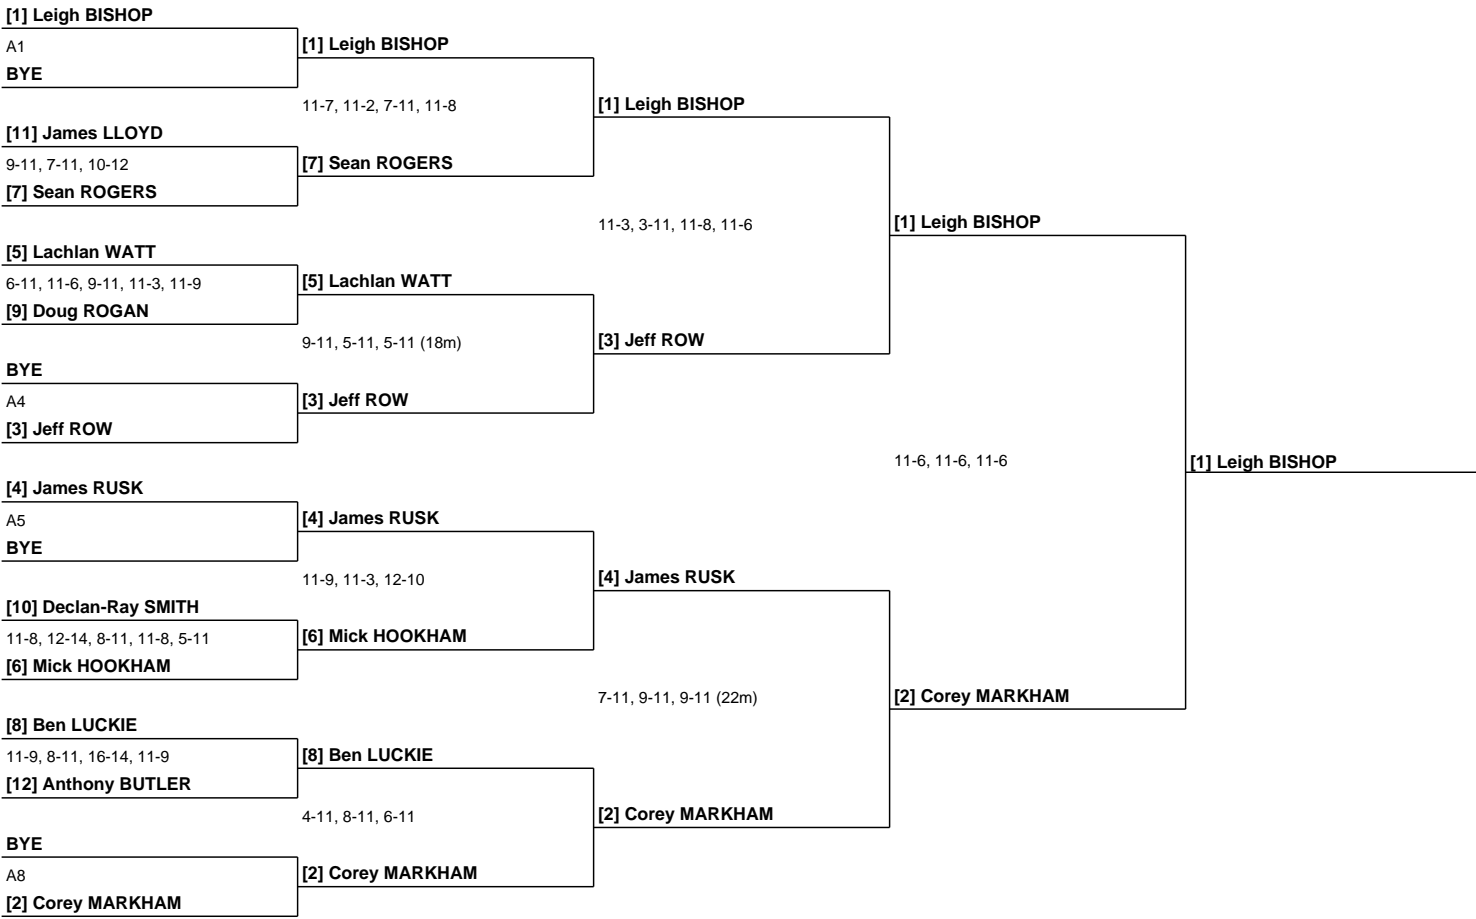 [1] Leigh BISHOP
A1
BYE
[11] James LLOYD
9-11, 7-11, 10-12
[7] Sean ROGERS
[5] Lachlan WATT
6-11, 11-6, 9-11, 11-3, 11-9
[9] Doug ROGAN
BYE
A4
[3] Jeff ROW
[4] James RUSK
A5
BYE
[10] Declan-Ray SMITH
11-8, 12-14, 8-11, 11-8, 5-11
[6] Mick HOOKHAM
[8] Ben LUCKIE
11-9, 8-11, 16-14, 11-9
[12] Anthony BUTLER
BYE
A8
[2] Corey MARKHAM
[1] Leigh BISHOP
11-7, 11-2, 7-11, 11-8
[7] Sean ROGERS
[5] Lachlan WATT
9-11, 5-11, 5-11 (18m)
[3] Jeff ROW
[4] James RUSK
11-9, 11-3, 12-10
[6] Mick HOOKHAM
[8] Ben LUCKIE
4-11, 8-11, 6-11
[2] Corey MARKHAM
[1] Leigh BISHOP
11-3, 3-11, 11-8, 11-6
[3] Jeff ROW
[4] James RUSK
7-11, 9-11, 9-11 (22m)
[2] Corey MARKHAM
[1] Leigh BISHOP
11-6, 11-6, 11-6
[2] Corey MARKHAM
[1] Leigh BISHOP